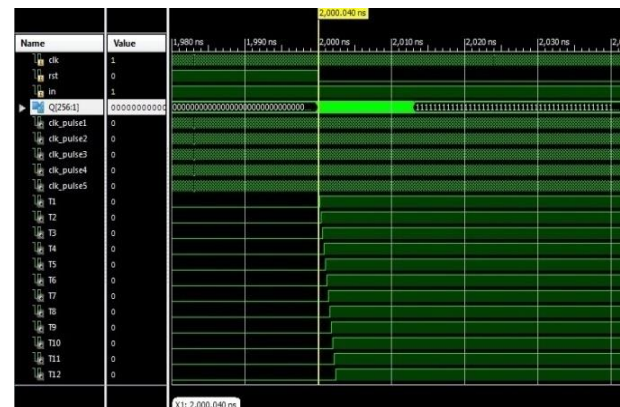 2,000.040 ns
Name Value 1,980 ns 1,990 ns 2,000 ns 2,010 ns 2,020 ns 2,030 ns 2,0
clk 1
rst 0
in 1
Q[256:1] 00000000000
clk_pulse1 0
clk_pulse2 0
clk_pulse3 0
clk_pulse4 0
clk_pulse5 0
T1 0
T2 0
T3 0
T4 0
T5 0
T6 0
T7 0
T8 0
T9 0
T10 0
T11 0
T12 0
X1: 2,000.040 ns